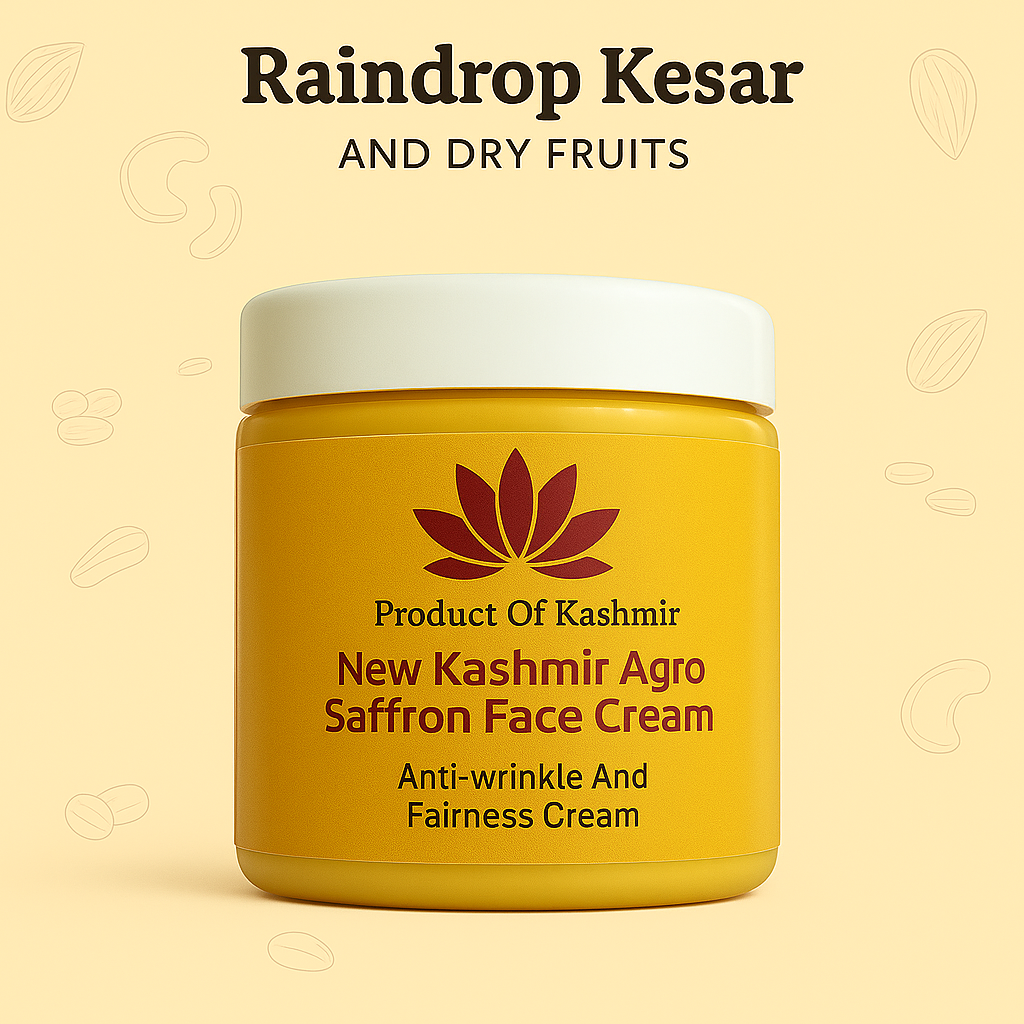 Raindrop Kesar
AND DRY FRUITS
Product Of Kashmir
New Kashmir Agro
Saffron Face Cream
Anti-wrinkle And
Fairness Cream